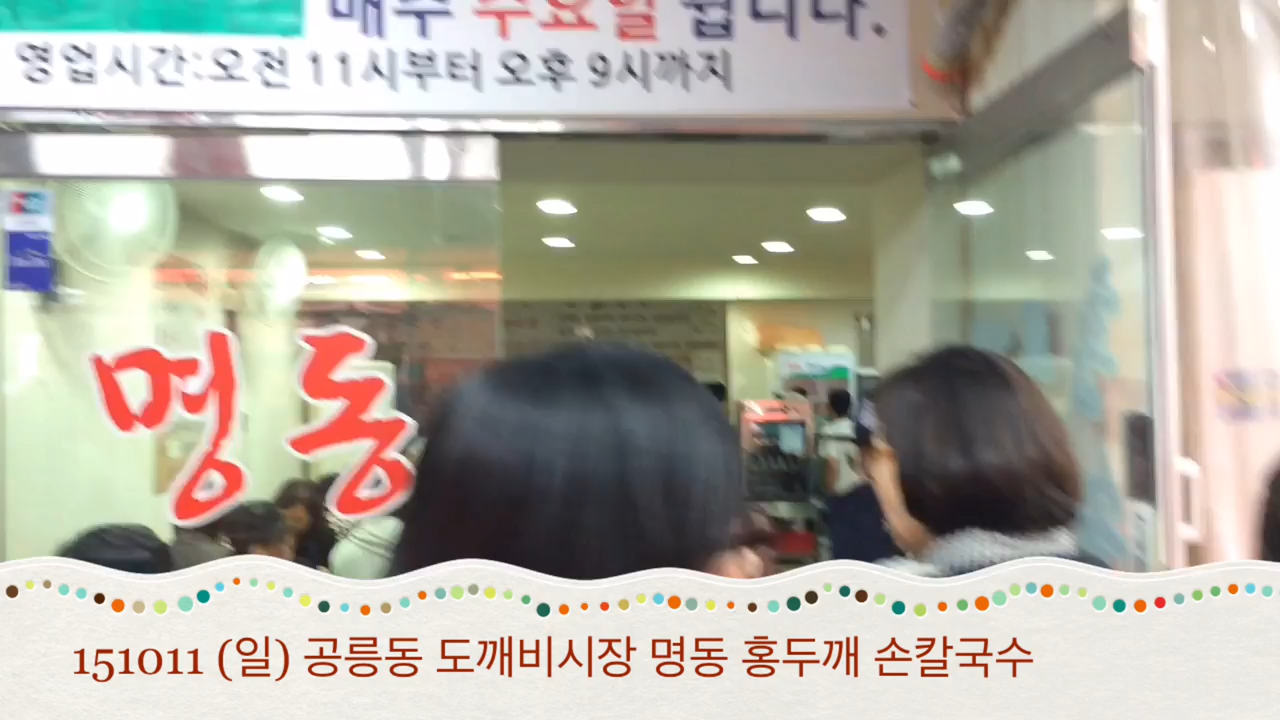 매주 수요일 쉽니다.
영업시간:오전 11시부터 오후 9시까지
명동
151011 (일) 공릉동 도깨비시장 명동 홍두깨 손칼국수